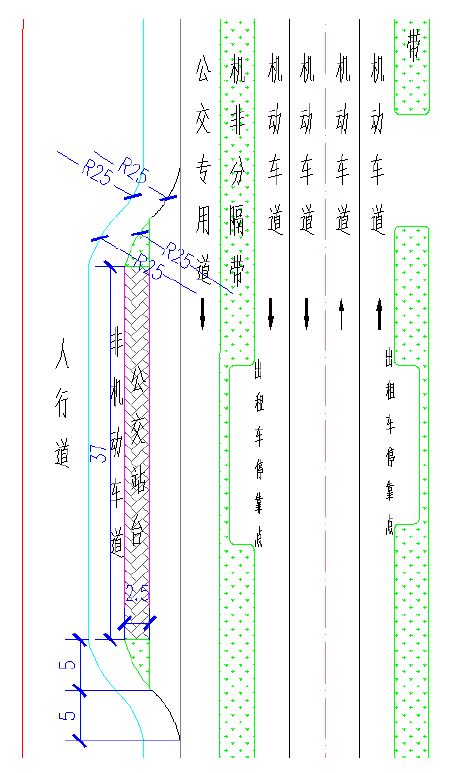 公交专用道
机非分隔带
机动车道
机动车道
机动车道
机动车道
带
R25
R25
R25
R25
人行道
非机动车道
公交站台
37
出租车停靠点
出租车停靠点
2.5
5
5